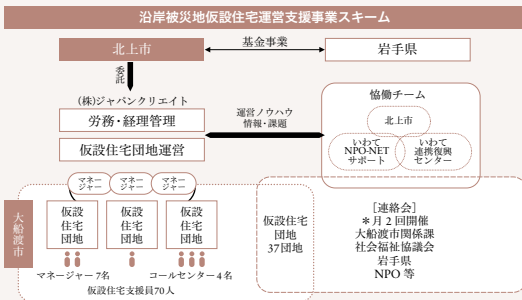 沿岸被災地仮設住宅運営支援事業スキーム
北上市
基金事業
岩手県
委託
(株)ジャパンクリエイト
労務・経理管理
仮設住宅団地運営
運営ノウハウ
情報・課題
恊働チーム
北上市
いわて
NPO-NET
サポート
いわて
連携復興
センター
マネー
ジャー
マネー
ジャー
マネー
ジャー
大船渡市
仮設
住宅
団地
仮設
住宅
団地
仮設
住宅
団地
マネージャー7名
コールセンター4名
仮設住宅支援員70人
仮設住宅
団地
37団地
[連絡会]
＊月2回開催
大船渡市関係課
社会福祉協議会
岩手県
NPO 等